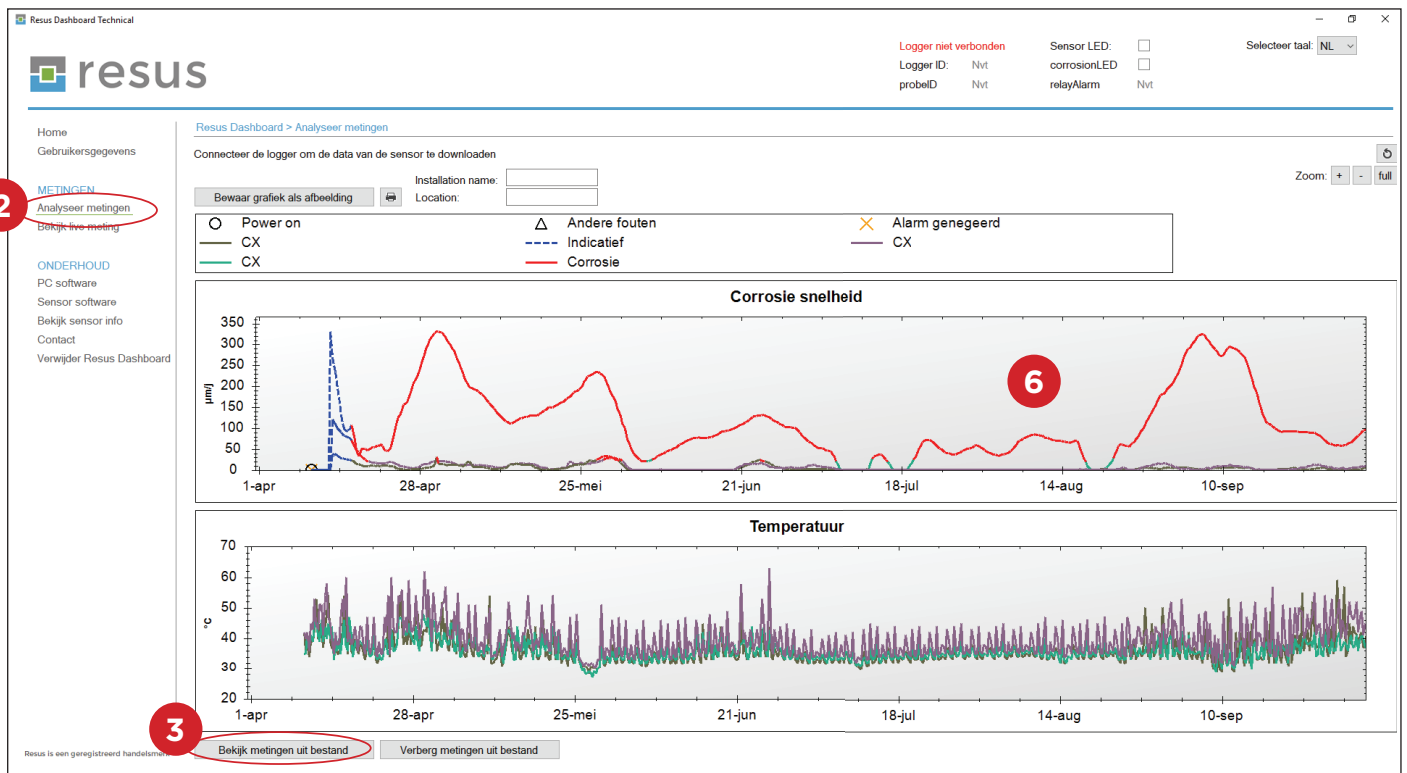 Resus Dashboard Technical
resus
Logger niet verbonden
Sensor LED:
Selecteer taal: NL
Logger ID: Nvt
corrosionLED
probeID Nvt
relayAlarm Nvt
Home
Gebruikersgegevens
METINGEN
2
Analyseer metingen
Bekijk live meting
ONDERHOUD
PC software
Sensor software
Bekijk sensor info
Contact
Verwijder Resus Dashboard
Resus Dashboard > Analyseer metingen
Connecteer de logger om de data van de sensor te downloaden
Zoom: + - full
Installation name:
Bewaar grafiek als afbeelding
Location:
Power on
Andere fouten
Alarm genegeerd
CX
Indicatief
CX
CX
Corrosie
Corrosie snelheid
350
300
250
200
150
100
50
0
µm/j
6
1-apr 28-apr 25-mei 21-jun 18-jul 14-aug 10-sep
Temperatuur
70
60
50
40
30
20
°C
1-apr 28-apr 25-mei 21-jun 18-jul 14-aug 10-sep
3
Bekijk metingen uit bestand
Verberg metingen uit bestand
Resus is een geregistreerd